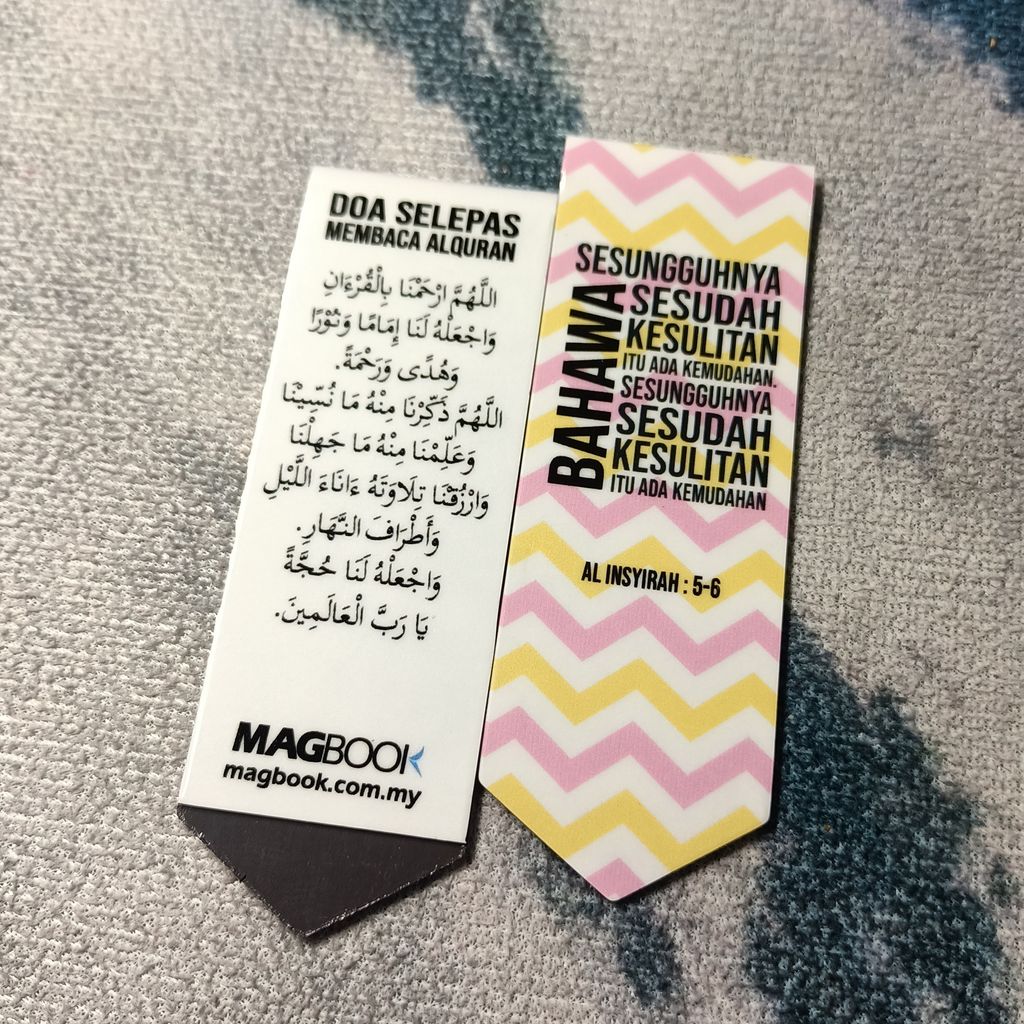 DOA SELEPAS
MEMBACA ALQURAN
اللَّهُمَّ ارْحَمْنَا بِالْقُرْءَانِ
وَاجْعَلْهُ لَنَا إِمَامًا وَنُوْرًا
وَهُدًى وَرَحْمَةً.
اللَّهُمَّ ذَكِّرْنَا مِنْهُ مَا نُسِّيْنَا
وَعَلِّمْنَا مِنْهُ مَا جَهِلْنَا
وَارْزُقْنَا تِلَاوَتَهُ ءَانَاءَ اللَّيْلِ
وَأَطْرَافَ النَّهَارِ.
وَاجْعَلْهُ لَنَا حُجَّةً
يَا رَبَّ الْعَالَمِينَ.
MAGBOOK
magbook.com.my
BAHAWA
SESUNGGUHNYA
SESUDAH
KESULITAN
ITU ADA KEMUDAHAN.
SESUNGGUHNYA
SESUDAH
KESULITAN
ITU ADA KEMUDAHAN
AL INSYIRAH : 5-6